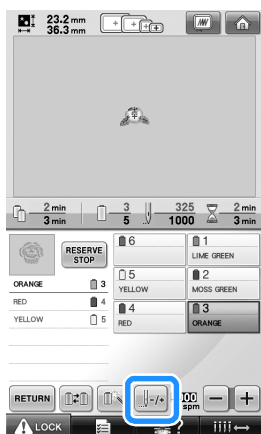 23.2 mm
36.3 mm
2 min
3 min
3
5
325
1000
2 min
3 min
RESERVE
STOP
ORANGE 3
RED 4
YELLOW 5
6
1
LIME GREEN
5
YELLOW
2
MOSS GREEN
4
RED
3
ORANGE
RETURN
-/+
spm
-
+
LOCK
?